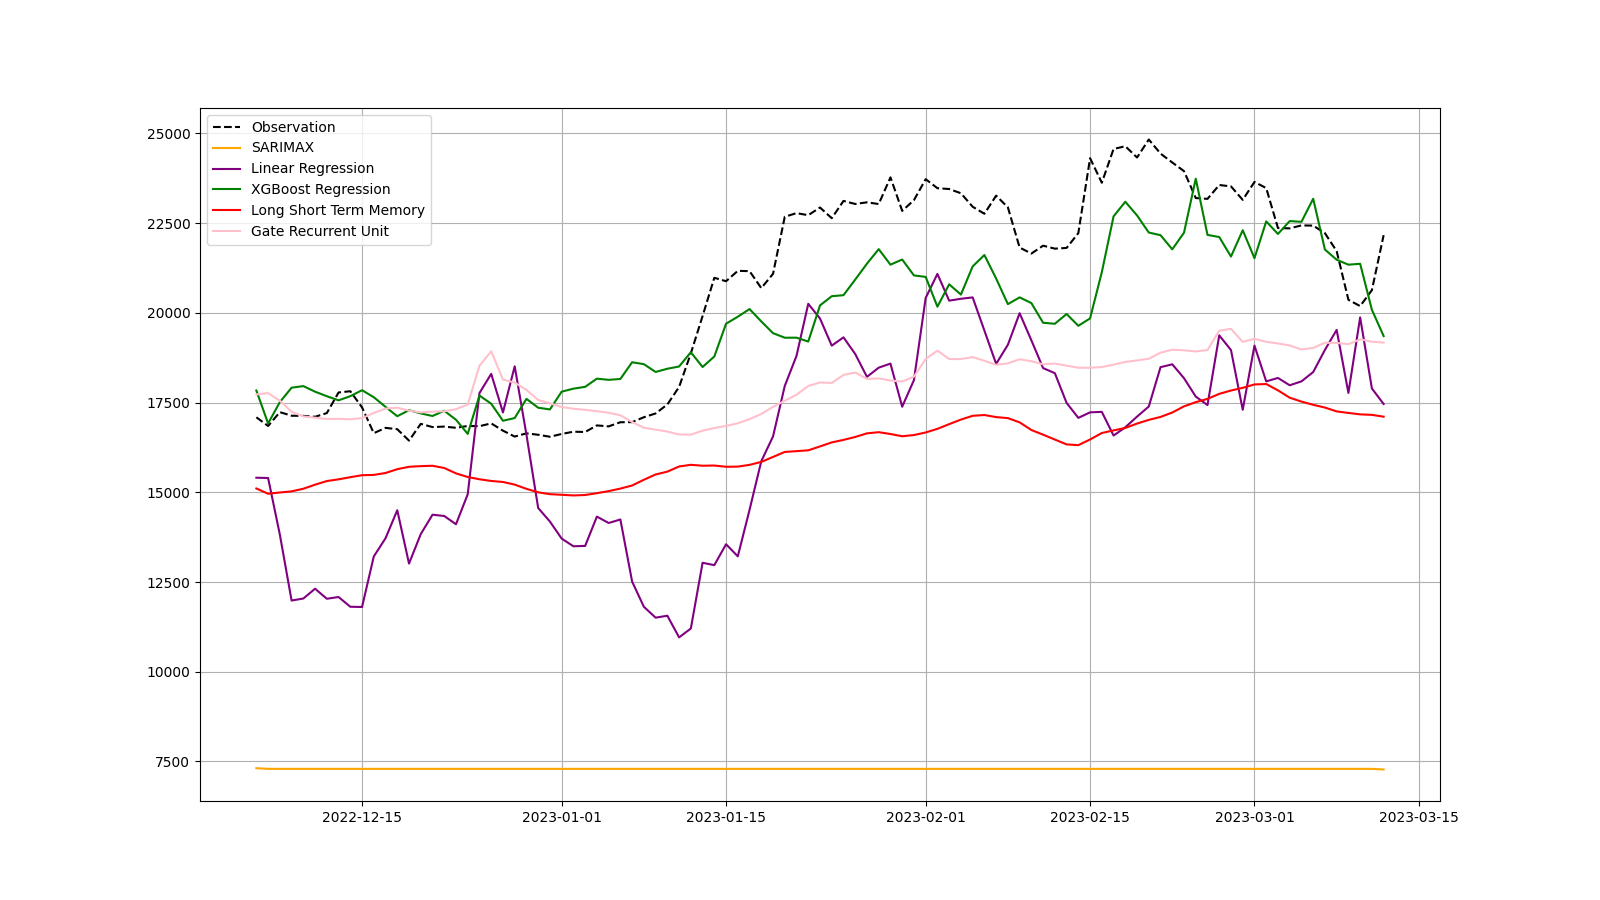 Observation
SARIMAX
Linear Regression
XGBoost Regression
Long Short Term Memory
Gate Recurrent Unit
25000
22500
20000
17500
15000
12500
10000
7500
2022-12-15 2023-01-01 2023-01-15 2023-02-01 2023-02-15 2023-03-01 2023-03-15